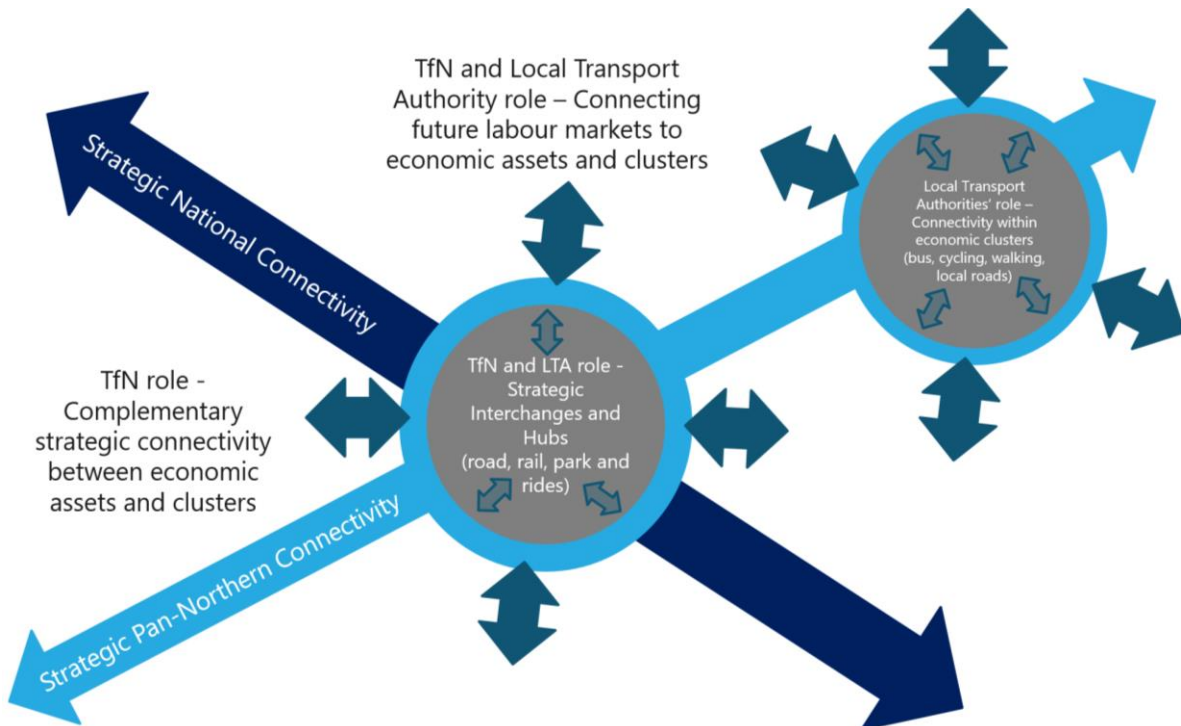 TfN and Local Transport
Authority role – Connecting
future labour markets to
economic assets and clusters
Strategic National Connectivity
Local Transport
Authorities' role –
Connectivity within
economic clusters
(bus, cycling, walking,
local roads)
TfN role -
Complementary
strategic connectivity
between economic
assets and clusters
TfN and LTA role -
Strategic
Interchanges and
Hubs
(road, rail, park and
rides)
Strategic Pan-Northern Connectivity